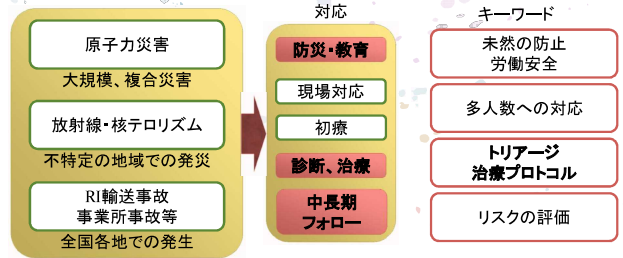 原子力災害
大規模、複合災害
放射線・核テロリズム
不特定の地域での発災
RI輸送事故
事業所事故等
全国各地での発生
対応
防災・教育
現場対応
初療
診断、治療
中長期
フォロー
キーワード
未然の防止
労働安全
多人数への対応
トリアージ
治療プロトコル
リスクの評価